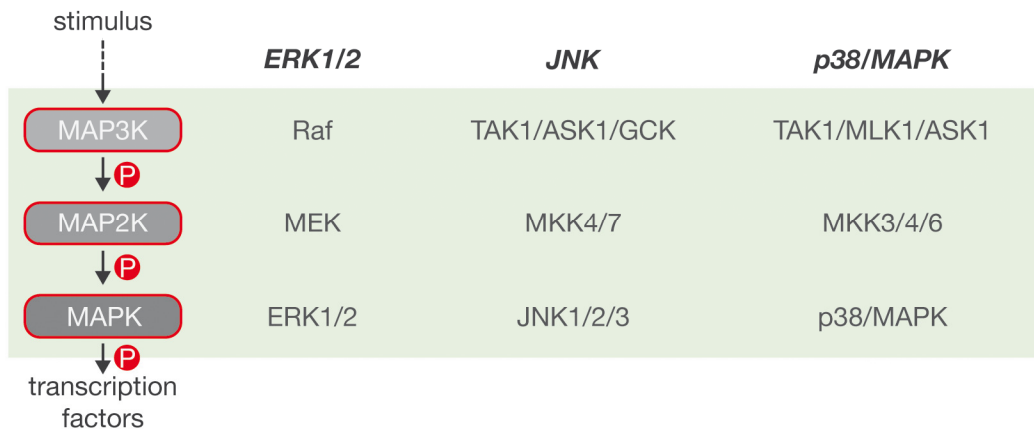 stimulus
ERK1/2 JNK p38/MAPK
MAP3K Raf TAK1/ASK1/GCK TAK1/MLK1/ASK1
P
MAP2K MEK MKK4/7 MKK3/4/6
P
MAPK ERK1/2 JNK1/2/3 p38/MAPK
P
transcription
factors